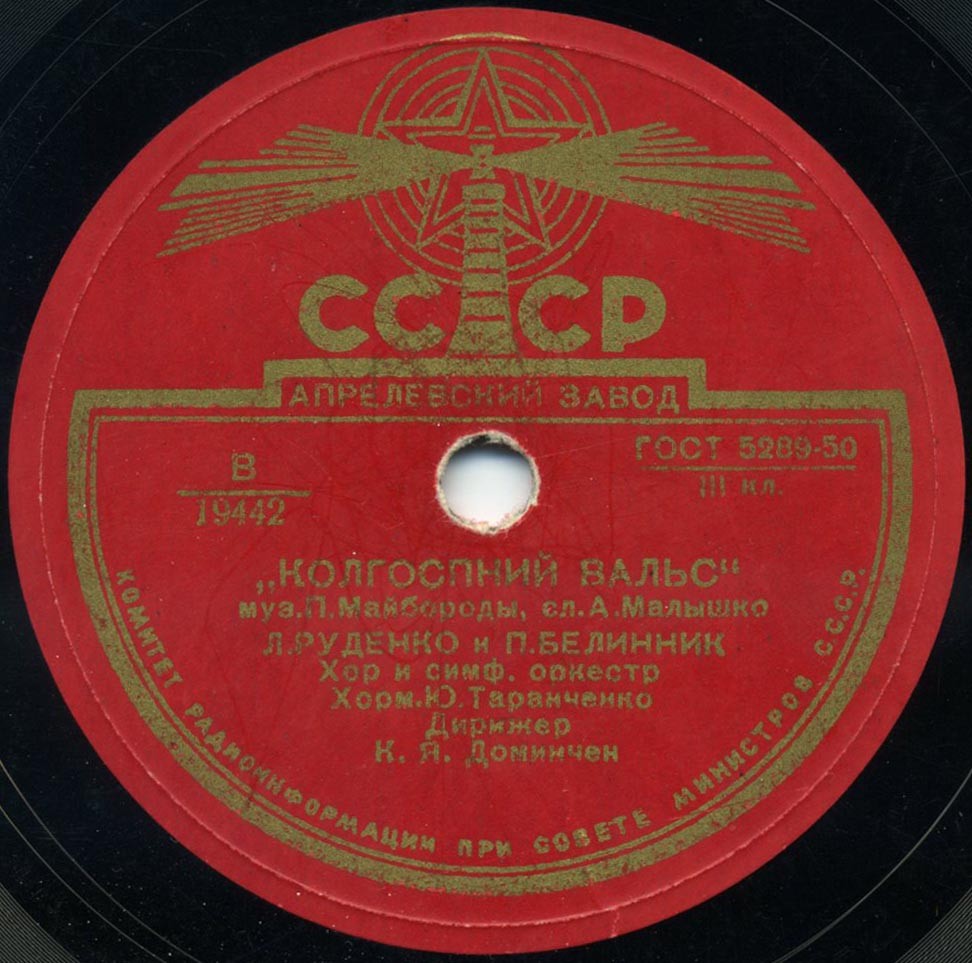 СССР
АПРЕЛЕВСКИЙ ЗАВОД
В
19442
ГОСТ 5289-50
III кл.
„КОЛГОСПНИЙ ВАЛЬС“
муз.П.Майбороды, сл.А.Малышко
Л.РУДЕНКО и П.БЕЛИННИК
Хор и симф. оркестр
Хорм.Ю.Таранченко
Дирижер
К. Я. Доминчен
КОМИТЕТ РАДИОИНФОРМАЦИИ ПРИ СОВЕТЕ МИНИСТРОВ С.С.С.Р.